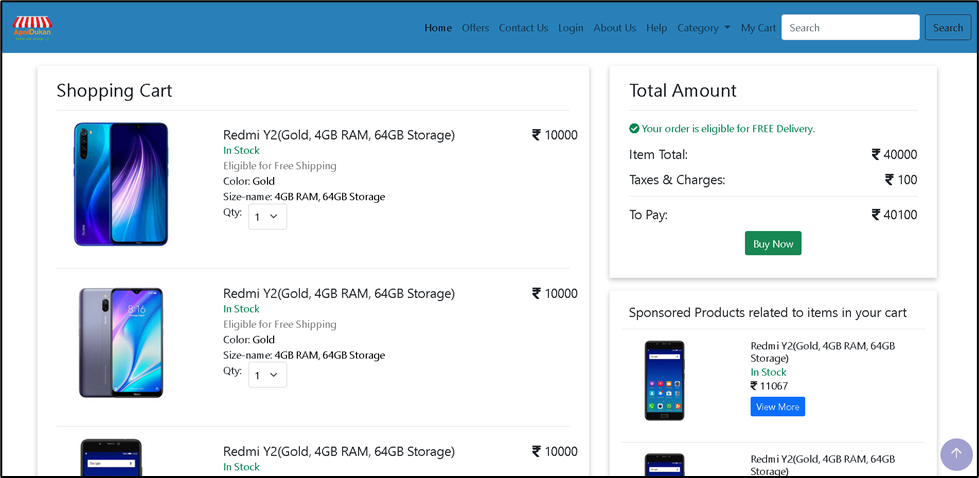 ApniDukan
Home Offers Contact Us Login About Us Help Category My Cart Search Search
Shopping Cart
Redmi Y2(Gold, 4GB RAM, 64GB Storage) ₹ 10000
In Stock
Eligible for Free Shipping
Color: Gold
Size-name: 4GB RAM, 64GB Storage
Qty: 1
8:16
Redmi Y2(Gold, 4GB RAM, 64GB Storage) ₹ 10000
In Stock
Eligible for Free Shipping
Color: Gold
Size-name: 4GB RAM, 64GB Storage
Qty: 1
Redmi Y2(Gold, 4GB RAM, 64GB Storage) ₹ 10000
In Stock
Total Amount
Your order is eligible for FREE Delivery.
Item Total: ₹ 40000
Taxes & Charges: ₹ 100
To Pay: ₹ 40100
Buy Now
Sponsored Products related to items in your cart
Redmi Y2(Gold, 4GB RAM, 64GB
Storage)
In Stock
₹ 11067
View More
Redmi Y2(Gold, 4GB RAM, 64GB
Storage)